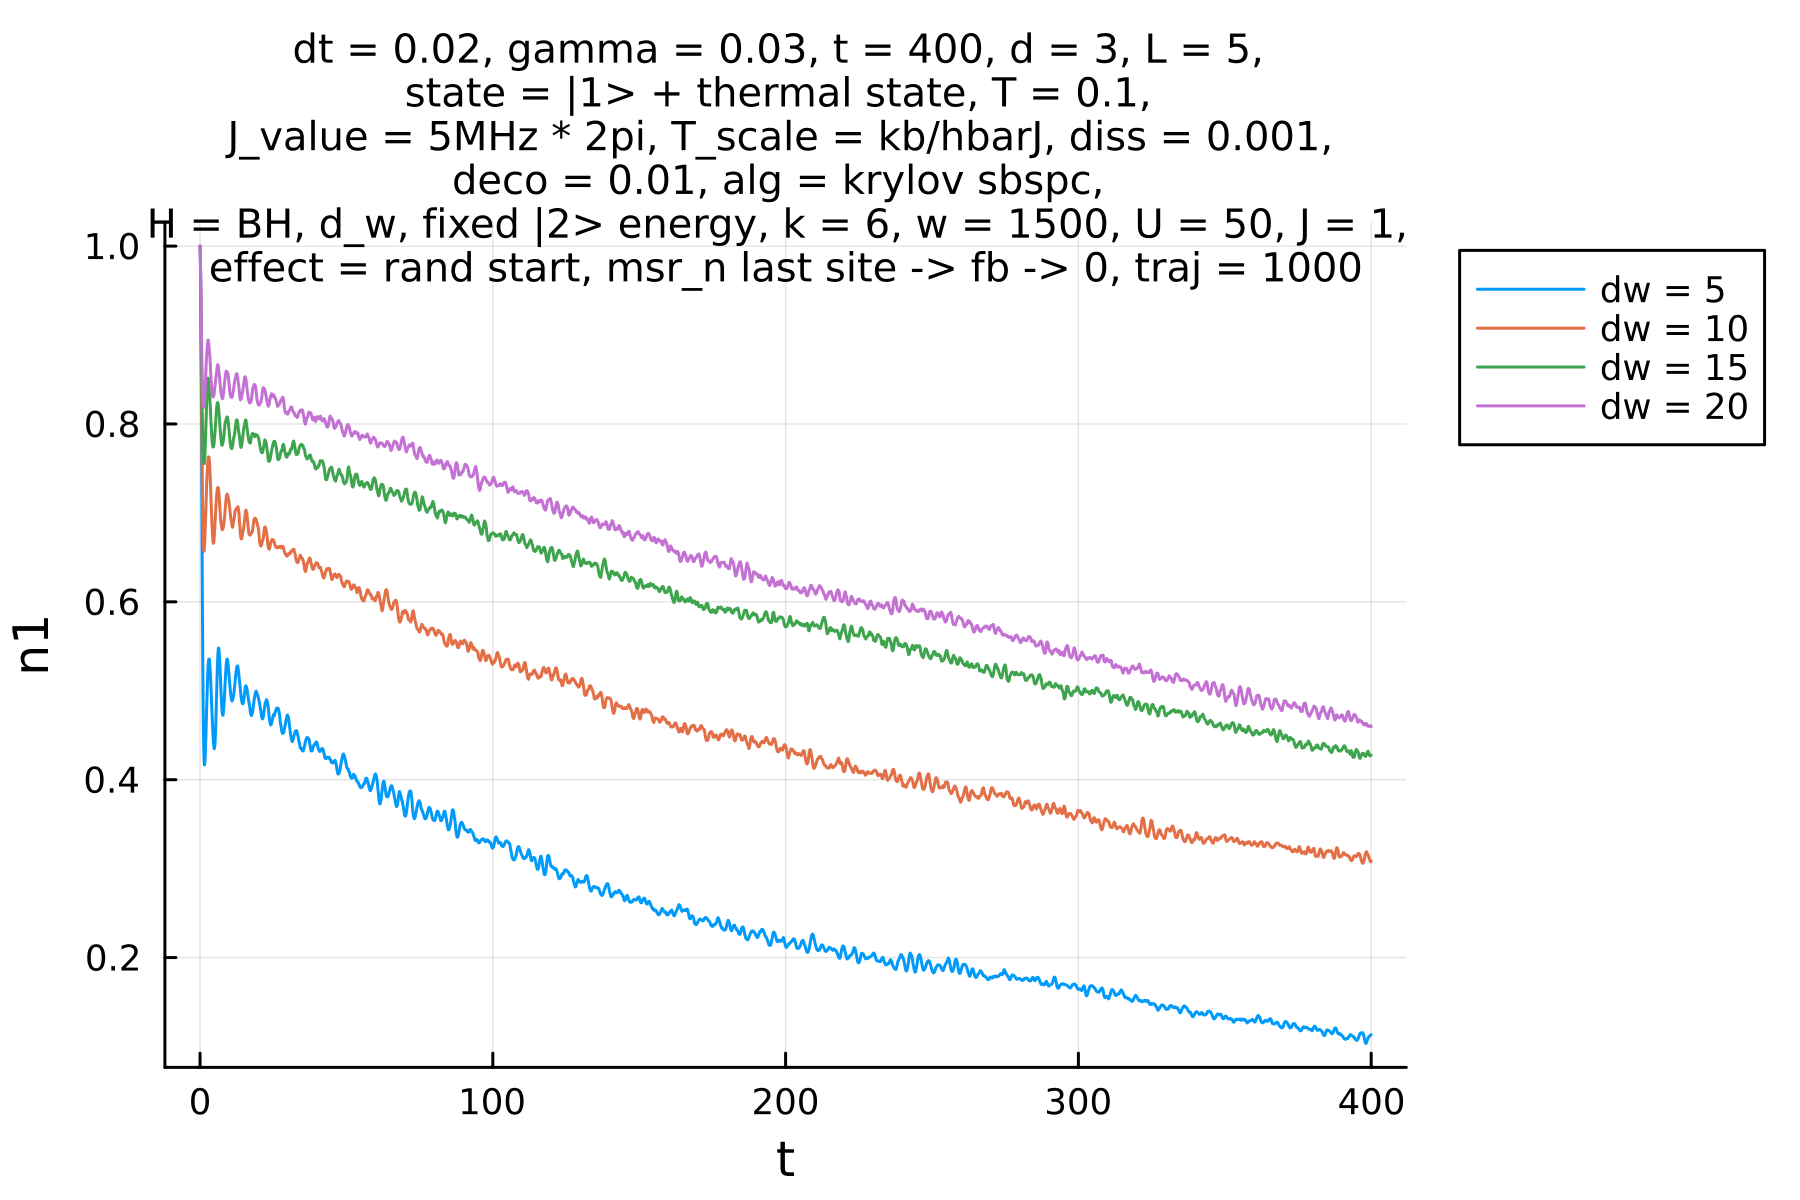 dt = 0.02, gamma = 0.03, t = 400, d = 3, L = 5,
state = |1> + thermal state, T = 0.1,
J_value = 5MHz * 2pi, T_scale = kb/hbarJ, diss = 0.001,
deco = 0.01, alg = krylov sbspc,
H = BH, d_w, fixed |2> energy, k = 6, w = 1500, U = 50, J = 1,
effect = rand start, msr_n last site -> fb -> 0, traj = 1000
1.0
0.8
0.6
0.4
0.2
n1
0 100 200 300 400
t
dw = 5
dw = 10
dw = 15
dw = 20